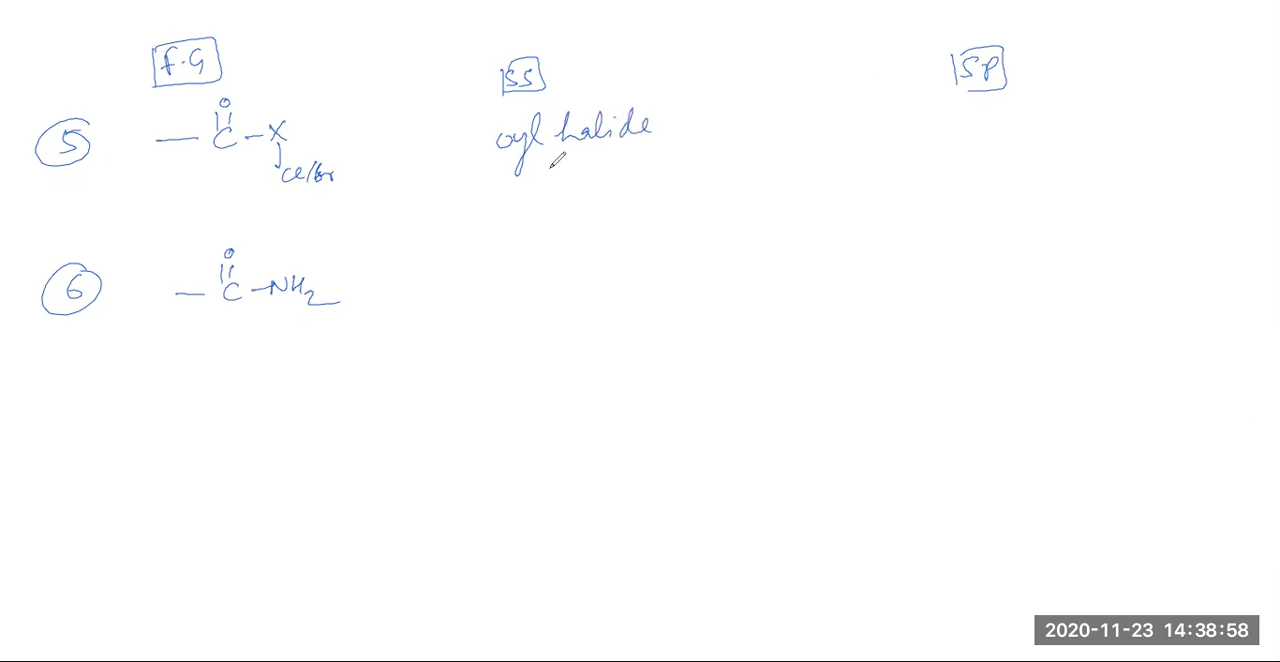 F.G SS SP
O
5 — C – X oyl halide
Cl/Br
O
6 — C – NH2
2020-11-23 14:38:58